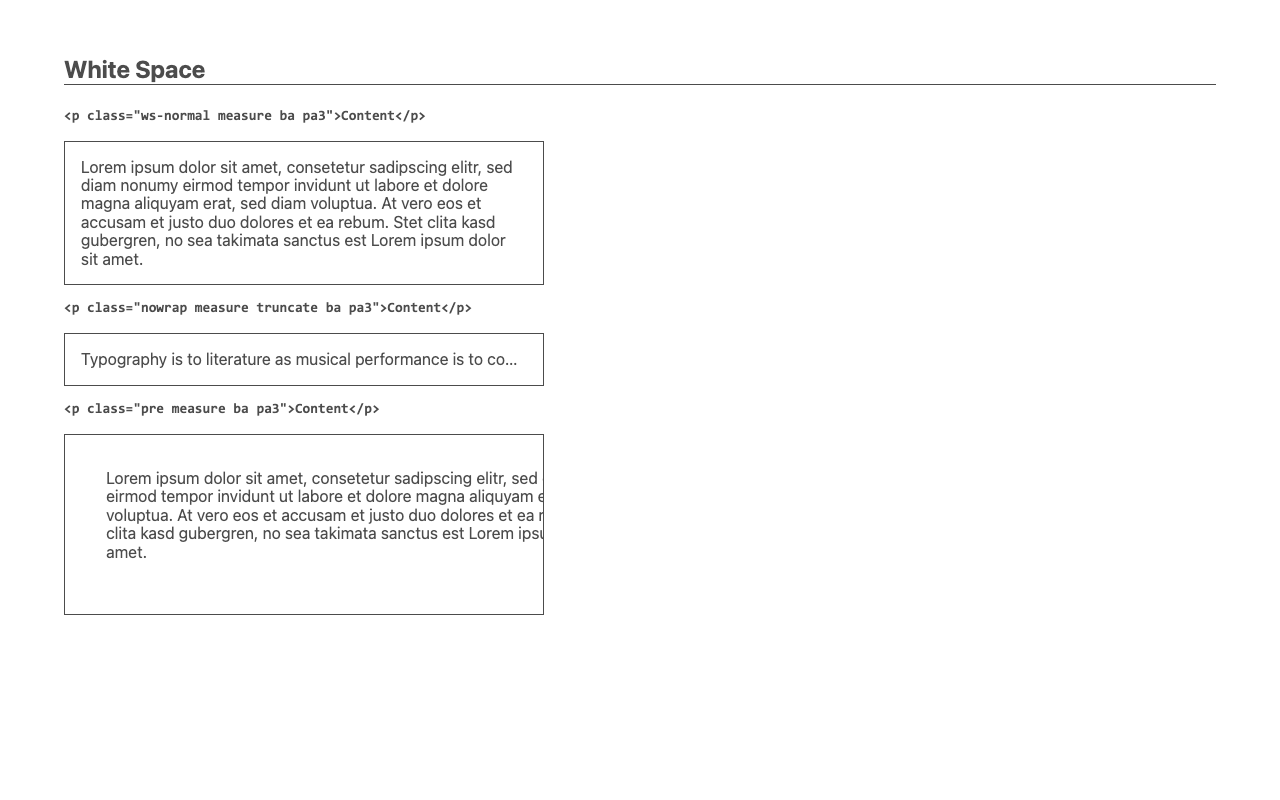 White Space
<p class="ws-normal measure ba pa3">Content</p>
Lorem ipsum dolor sit amet, consetetur sadipscing elitr, sed
diam nonumy eirmod tempor invidunt ut labore et dolore
magna aliquyam erat, sed diam voluptua. At vero eos et
accusam et justo duo dolores et ea rebum. Stet clita kasd
gubergren, no sea takimata sanctus est Lorem ipsum dolor
sit amet.
<p class="nowrap measure truncate ba pa3">Content</p>
Typography is to literature as musical performance is to co...
<p class="pre measure ba pa3">Content</p>
Lorem ipsum dolor sit amet, consetetur sadipscing elitr, sed
eirmod tempor invidunt ut labore et dolore magna aliquyam
voluptua. At vero eos et accusam et justo duo dolores et ea
clita kasd gubergren, no sea takimata sanctus est Lorem
amet.